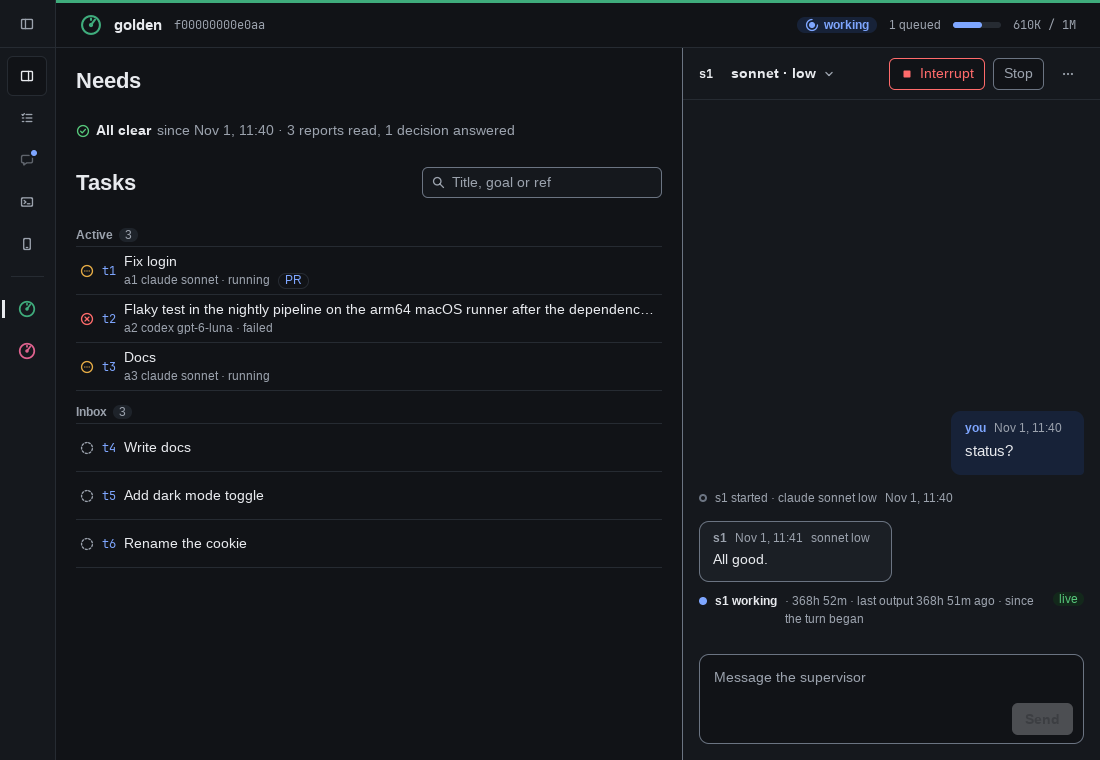 golden f00000000e0aa working 1 queued 610K / 1M
Needs
All clear since Nov 1, 11:40 · 3 reports read, 1 decision answered
Tasks
Title, goal or ref
Active 3
t1 Fix login
a1 claude sonnet · running PR
t2 Flaky test in the nightly pipeline on the arm64 macOS runner after the dependenc…
a2 codex gpt-6-luna · failed
t3 Docs
a3 claude sonnet · running
Inbox 3
t4 Write docs
t5 Add dark mode toggle
t6 Rename the cookie
s1 sonnet · low Interrupt Stop ···
you Nov 1, 11:40
status?
s1 started · claude sonnet low Nov 1, 11:40
s1 Nov 1, 11:41 sonnet low
All good.
s1 working · 368h 52m · last output 368h 51m ago · since live
the turn began
Message the supervisor
Send